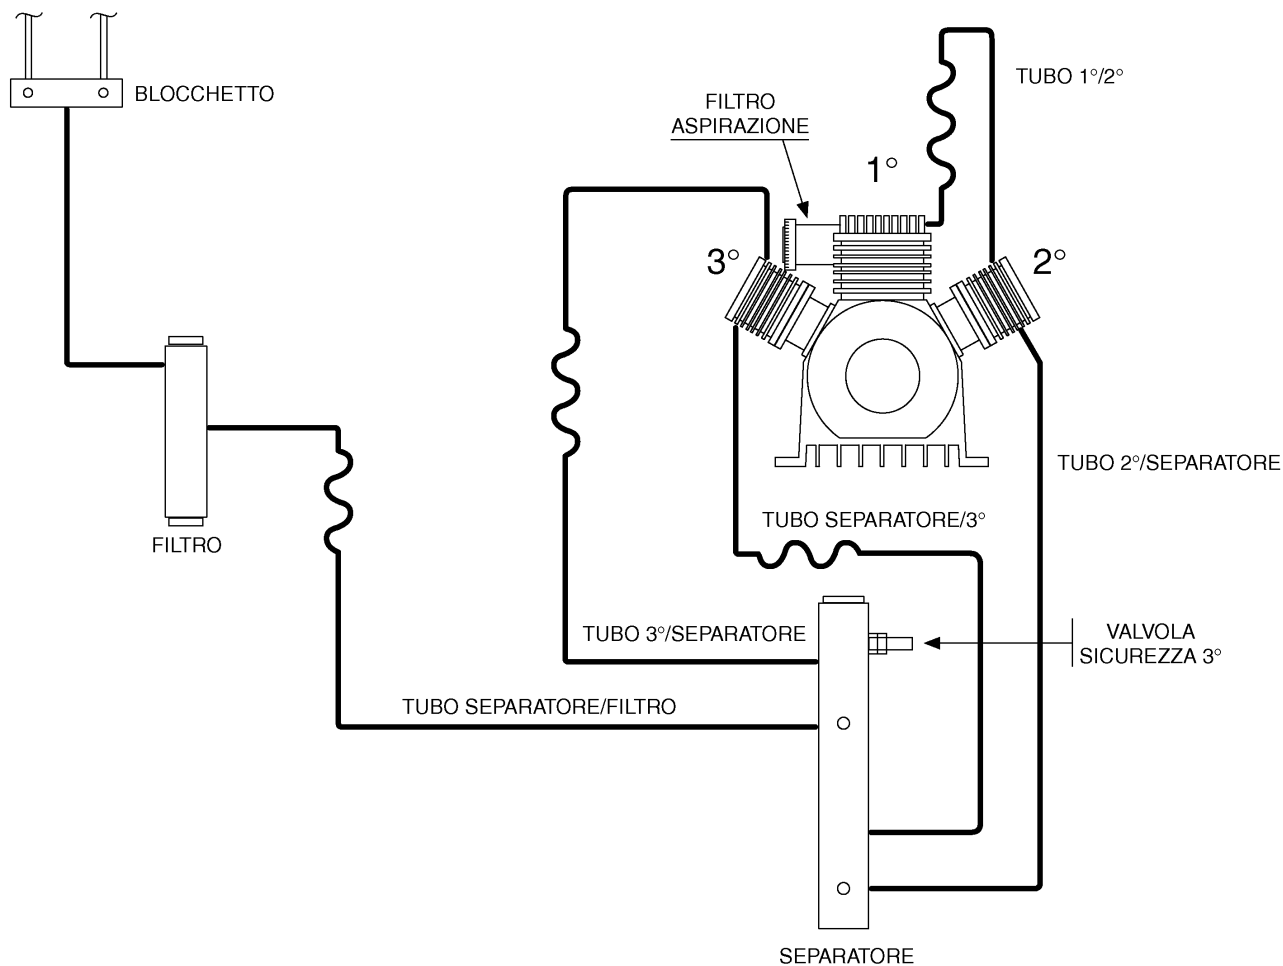 TUBO 1°/2°
BLOCCHETTO
FILTRO
ASPIRAZIONE
1°
3°
2°
TUBO 2°/SEPARATORE
TUBO SEPARATORE/3°
FILTRO
TUBO 3°/SEPARATORE
VALVOLA
SICUREZZA 3°
TUBO SEPARATORE/FILTRO
SEPARATORE